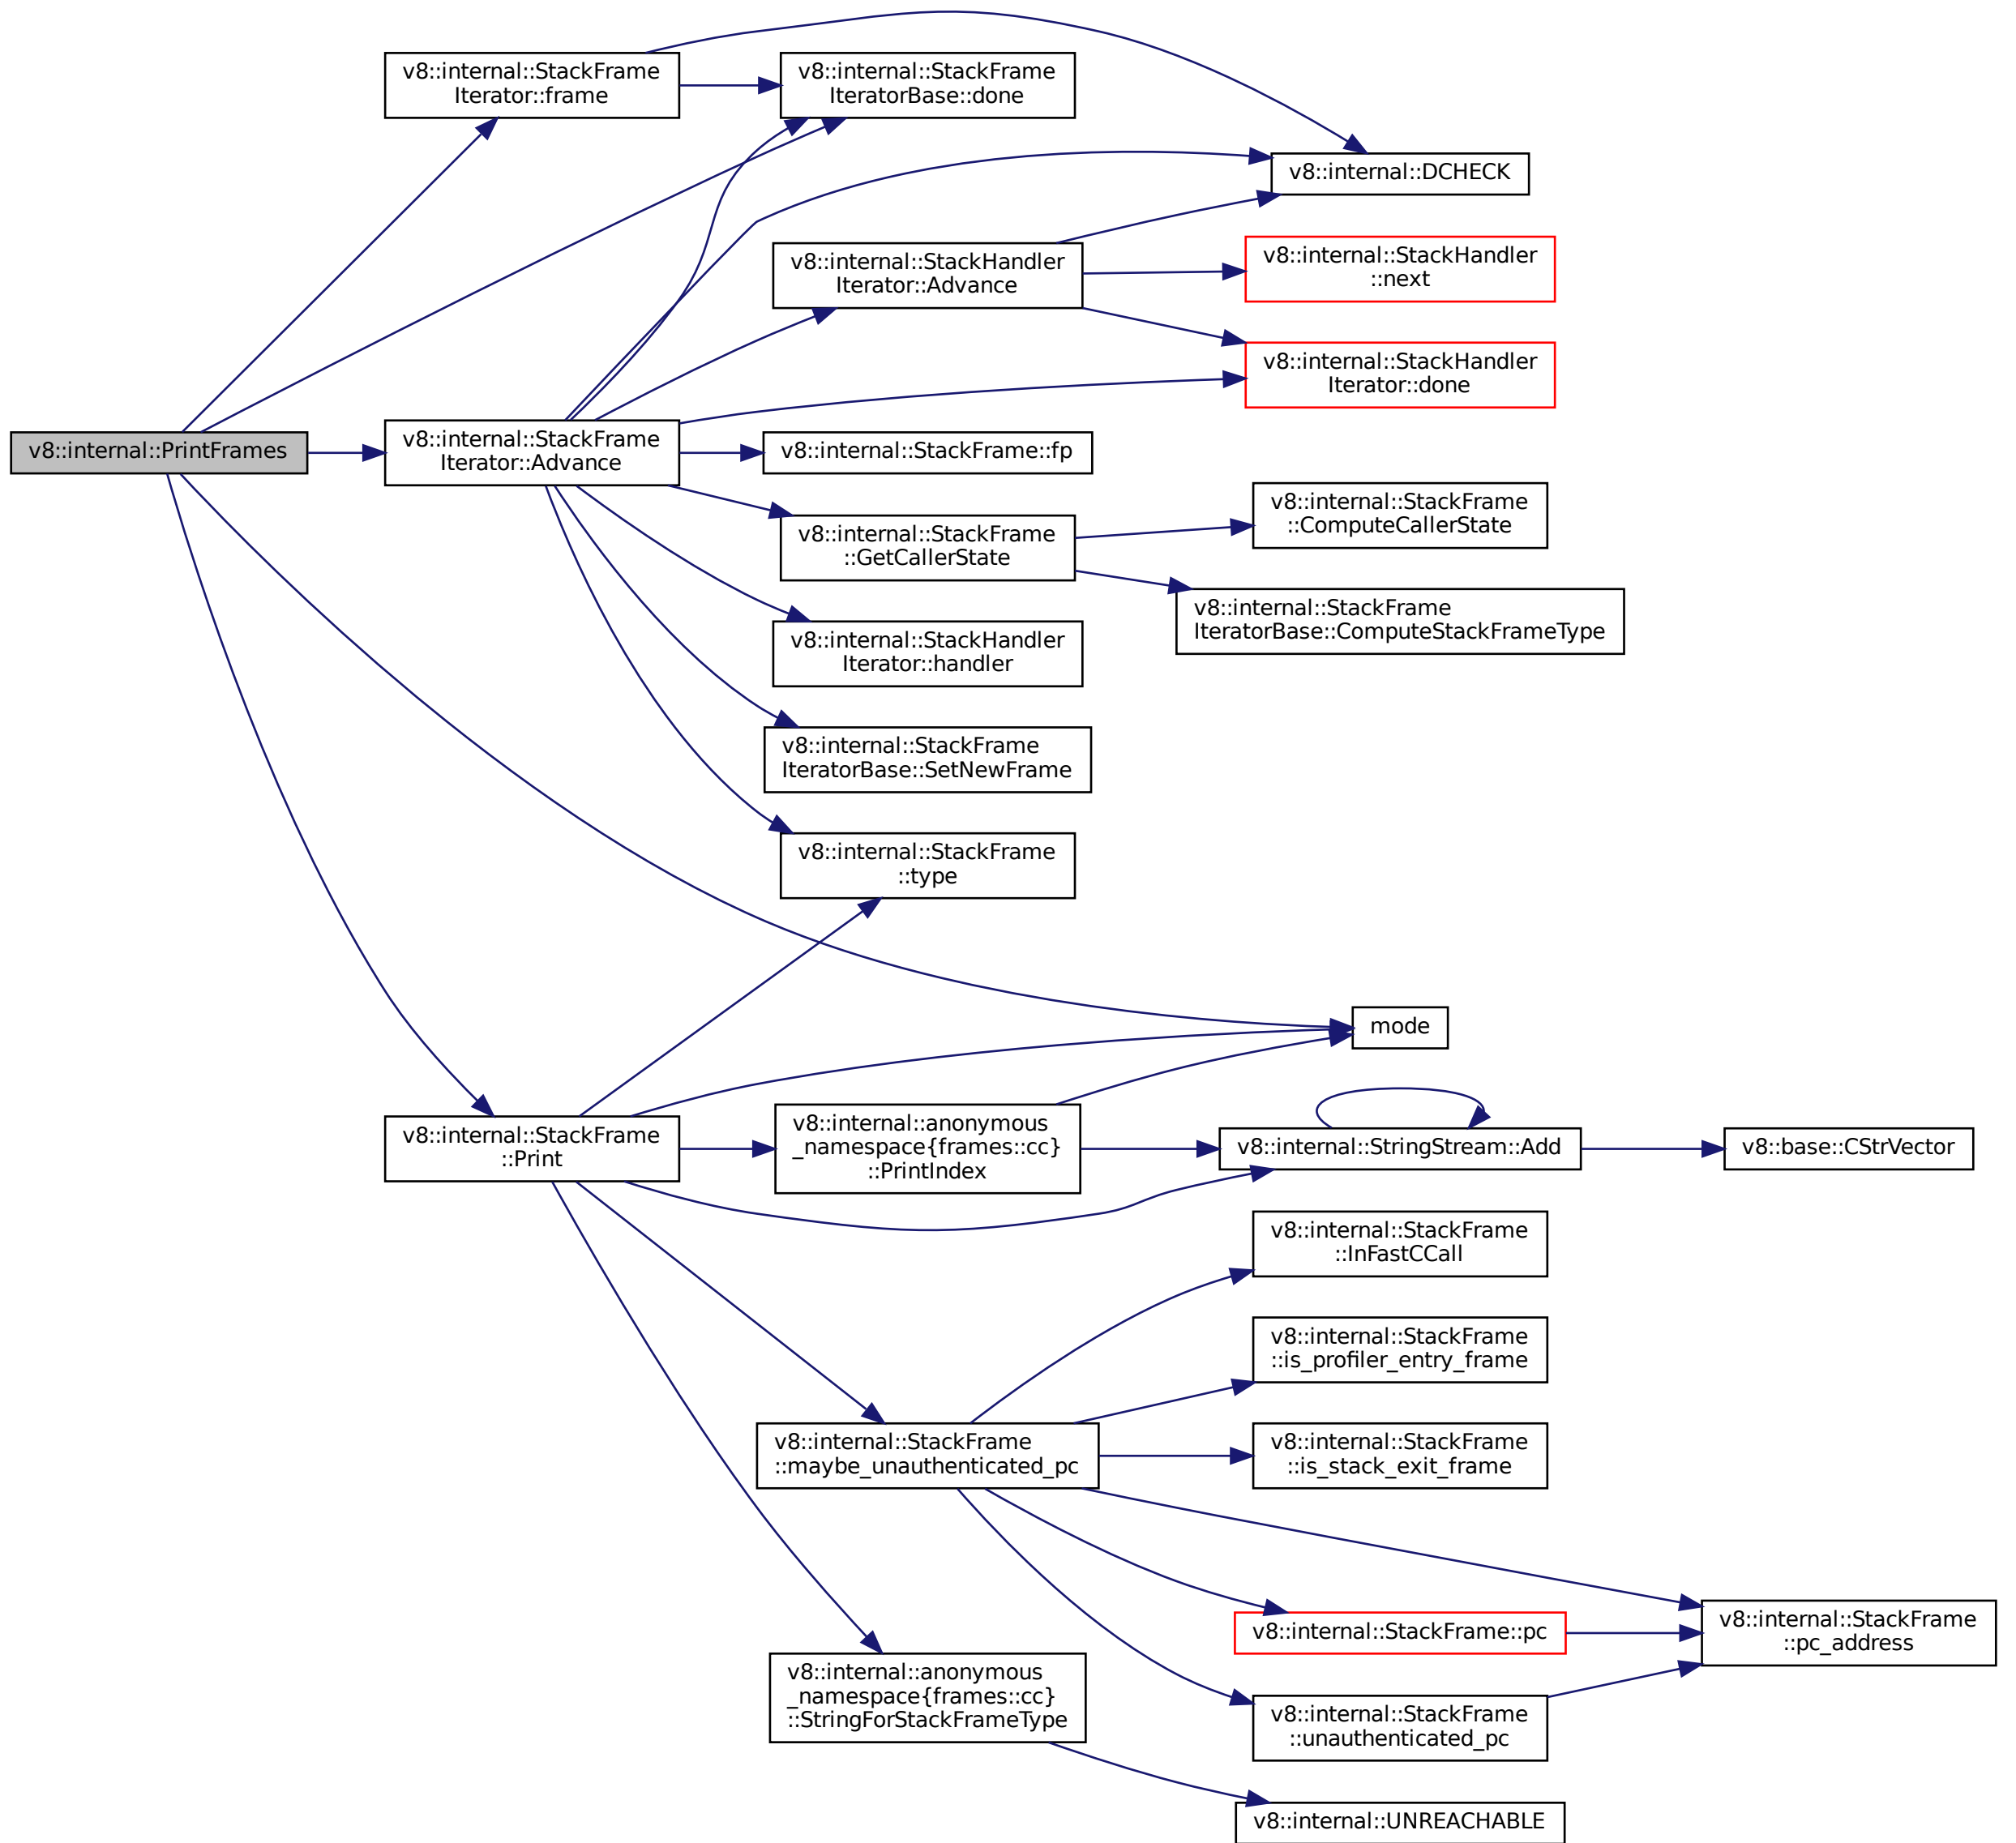 v8::internal::PrintFrames
v8::internal::StackFrame
Iterator::frame
v8::internal::StackFrame
IteratorBase::done
v8::internal::DCHECK
v8::internal::StackHandler
Iterator::Advance
v8::internal::StackHandler
::next
v8::internal::StackHandler
Iterator::done
v8::internal::StackFrame
Iterator::Advance
v8::internal::StackFrame::fp
v8::internal::StackFrame
::GetCallerState
v8::internal::StackFrame
::ComputeCallerState
v8::internal::StackFrame
IteratorBase::ComputeStackFrameType
v8::internal::StackHandler
Iterator::handler
v8::internal::StackFrame
IteratorBase::SetNewFrame
v8::internal::StackFrame
::type
mode
v8::internal::StackFrame
::Print
v8::internal::anonymous
_namespace{frames::cc}
::PrintIndex
v8::internal::StringStream::Add
v8::base::CStrVector
v8::internal::StackFrame
::InFastCCall
v8::internal::StackFrame
::is_profiler_entry_frame
v8::internal::StackFrame
::maybe_unauthenticated_pc
v8::internal::StackFrame
::is_stack_exit_frame
v8::internal::StackFrame::pc
v8::internal::StackFrame
::pc_address
v8::internal::StackFrame
::unauthenticated_pc
v8::internal::anonymous
_namespace{frames::cc}
::StringForStackFrameType
v8::internal::UNREACHABLE